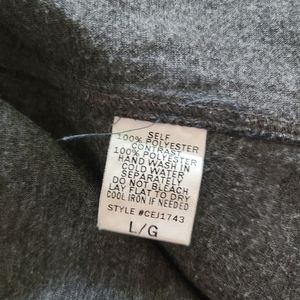 SELF
100% POLYESTER
CONTRAST
100% POLYESTER
HAND WASH IN
COLD WATER
SEPARATELY
DO NOT BLEACH
LAY FLAT TO DRY
COOL IRON IF NEEDED
STYLE #CEJ1743
L/G